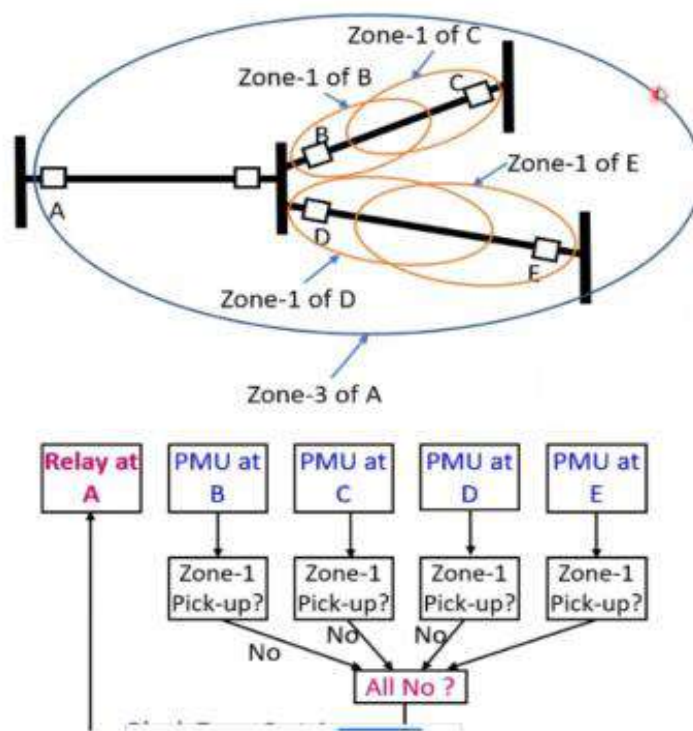 Zone-1 of C
Zone-1 of B
C
B
Zone-1 of E
A
D
E
Zone-1 of D
Zone-3 of A
Relay at
A
PMU at
B
PMU at
C
PMU at
D
PMU at
E
Zone-1
Pick-up?
Zone-1
Pick-up?
Zone-1
Pick-up?
Zone-1
Pick-up?
No
No
No
All No ?